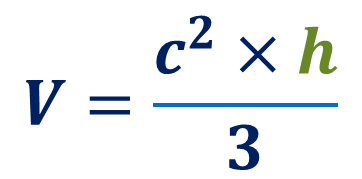 V = c² × h / 3